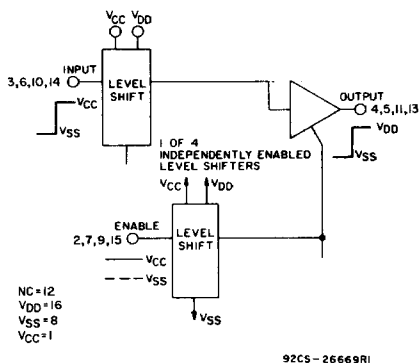 VCC VDD
INPUT
3,6,10,14
LEVEL
SHIFT
VCC
VSS
OUTPUT
4,5,11,13
VDD
VSS
1 OF 4
INDEPENDENTLY ENABLED
LEVEL SHIFTERS
VCC VDD
ENABLE
2,7,9,15
LEVEL
SHIFT
VCC
VSS
VSS
NC=12
VDD=16
VSS=8
VCC=1
92CS-26669R1